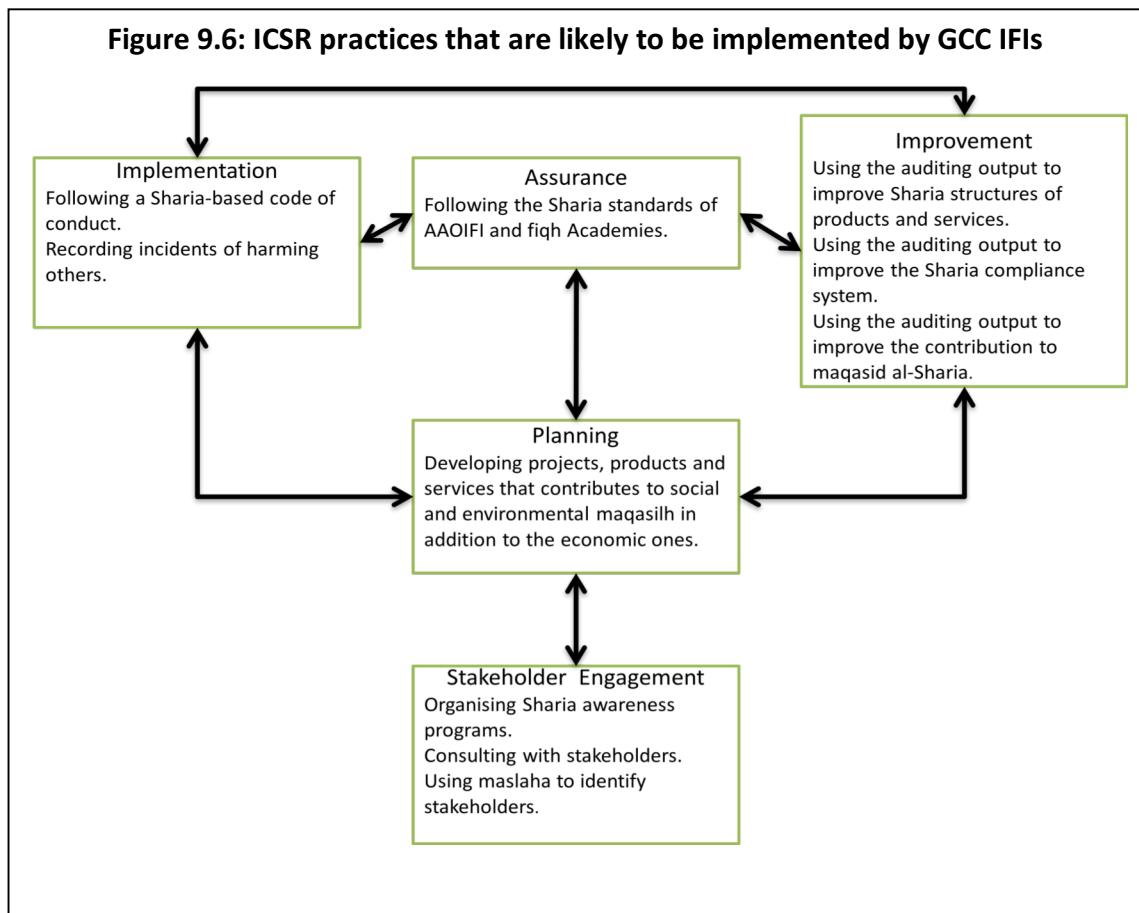 Figure 9.6: ICSR practices that are likely to be implemented by GCC IFIs
Implementation
Following a Sharia-based code of
conduct.
Recording incidents of harming
others.
Assurance
Following the Sharia standards of
AAOIFI and fiqh Academies.
Improvement
Using the auditing output to
improve Sharia structures of
products and services.
Using the auditing output to
improve the Sharia compliance
system.
Using the auditing output to
improve the contribution to
maqasid al-Sharia.
Planning
Developing projects, products and
services that contributes to social
and environmental maqasilh in
addition to the economic ones.
Stakeholder Engagement
Organising Sharia awareness
programs.
Consulting with stakeholders.
Using maslaha to identify
stakeholders.